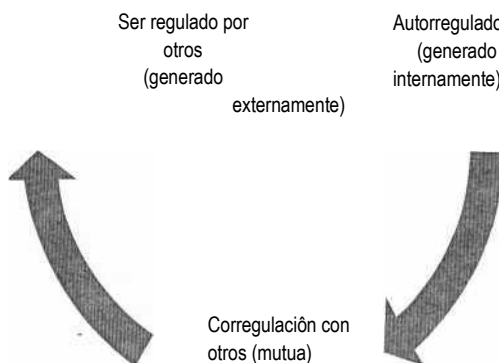 Ser regulado por
otros
(generado
externamente)
Autorregulado
(generado
internamente)
Corregulaciôn con
otros (mutua)